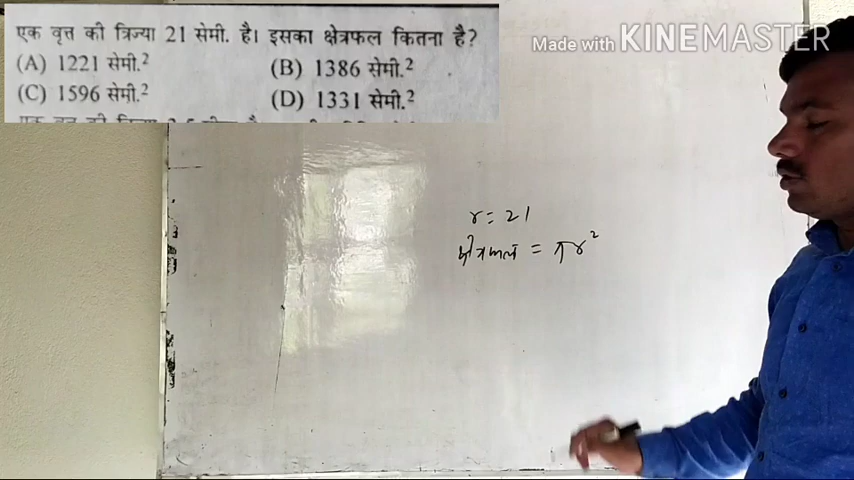 एक वृत्त की त्रिज्या 21 सेमी. है। इसका क्षेत्रफल कितना है?
(A) 1221 सेमी.² (B) 1386 सेमी.²
(C) 1596 सेमी.² (D) 1331 सेमी.²
Made with KINEMASTER
r = 21
क्षेत्रफल = πr²